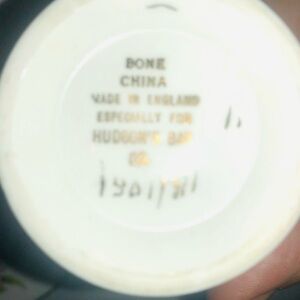 BONE
CHINA
MADE IN ENGLAND
ESPECIALLY FOR
HUDSON'S BAY
CO.